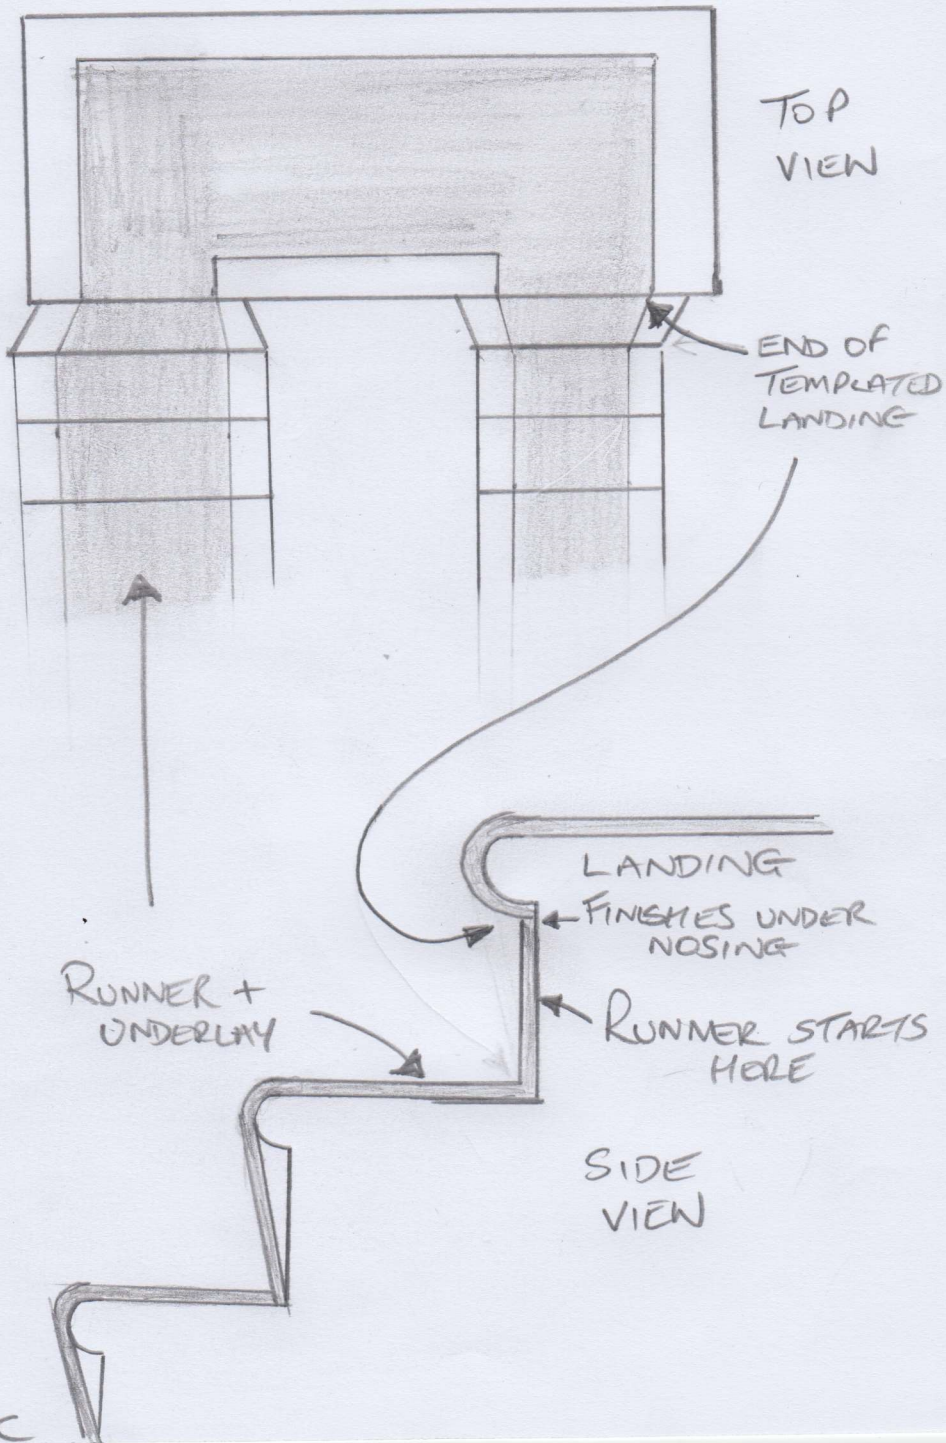 TOP
VIEW
END OF
TEMPLATED
LANDING
LANDING
FINISHES UNDER
NOSING
RUNNER +
UNDERLAY
RUNNER STARTS
HERE
SIDE
VIEW
C